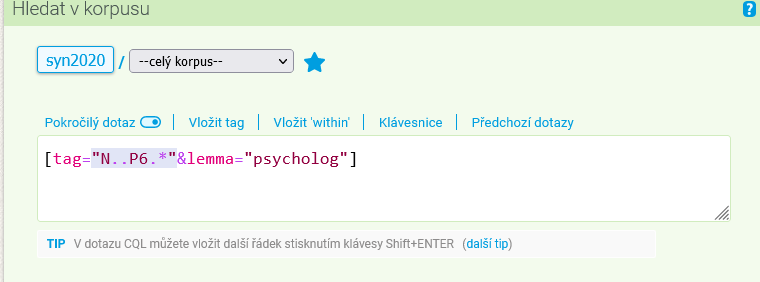 Hledat v korpusu ?
syn2020 / --celý korpus--
Pokročilý dotaz Vložit tag Vložit 'within' Klávesnice Předchozí dotazy
[tag="N..P6.*"&lemma="psycholog"]
TIP V dotazu CQL můžete vložit další řádek stisknutím klávesy Shift+ENTER (další tip)